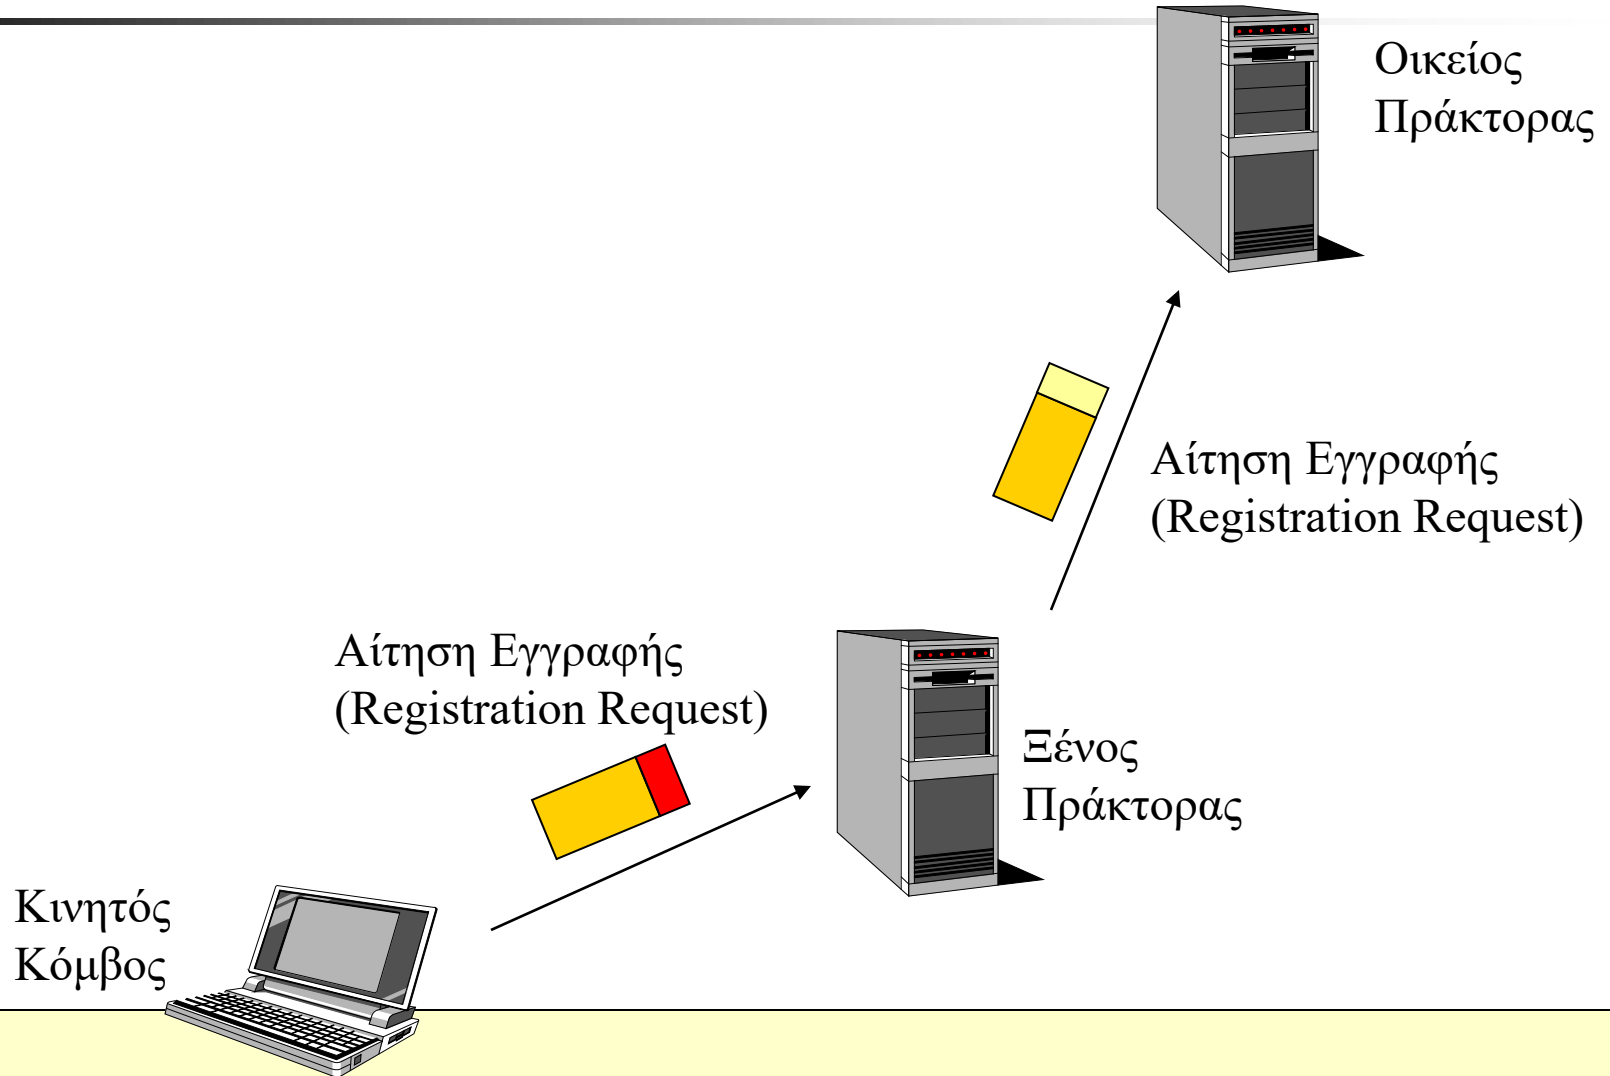 Οικείος
Πράκτορας
Αίτηση Εγγραφής
(Registration Request)
Αίτηση Εγγραφής
(Registration Request)
Ξένος
Πράκτορας
Κινητός
Κόμβος